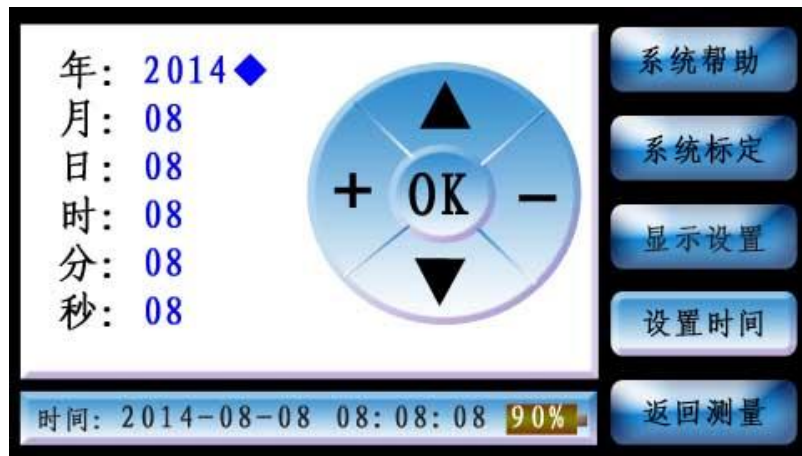 年: 2014◆
月: 08
日: 08
时: 08
分: 08
秒: 08
+ OK −
系统帮助
系统标定
显示设置
设置时间
返回测量
时间: 2014-08-08 08:08:08 90%